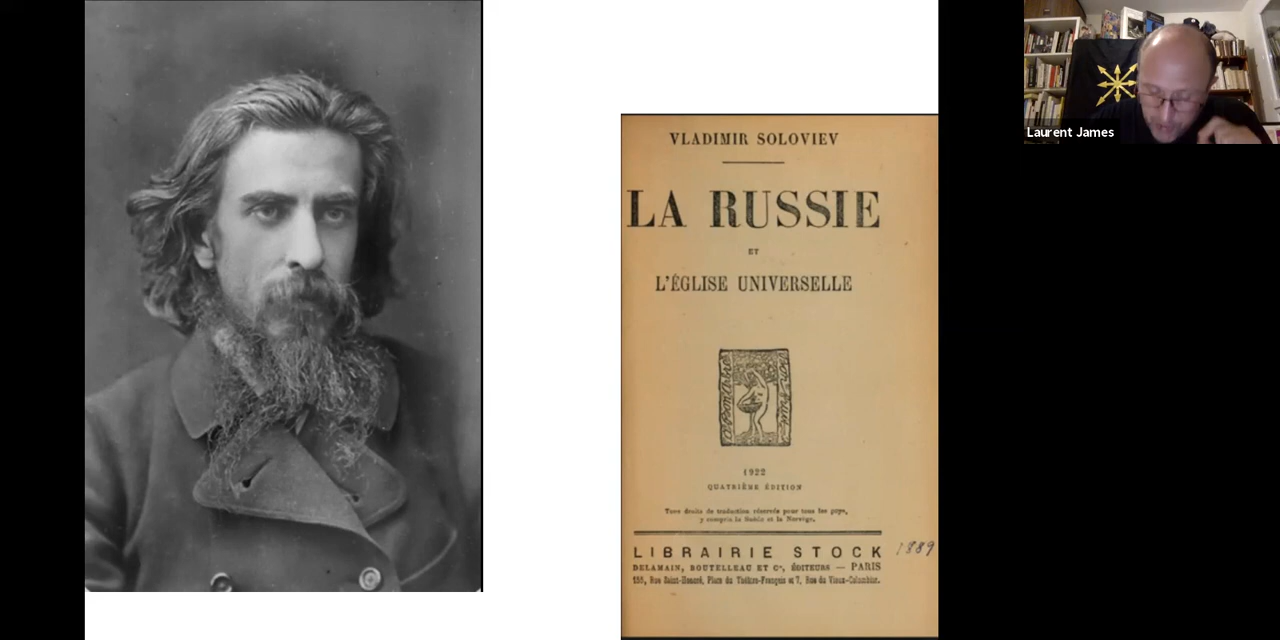 VLADIMIR SOLOVIEV
LA RUSSIE
ET
L'ÉGLISE UNIVERSELLE
1922
QUATRIÈME ÉDITION
Tous droits de traduction réservés pour tous les pays,
y compris la Suède et la Norvège.
LIBRAIRIE STOCK
1889
DELAMAIN, BOUTELLEAU ET Cie, ÉDITEURS — PARIS
155, Rue Saint-Honoré, Place du Théâtre-Français et 7, Rue du Vieux-Colombier.
Laurent James